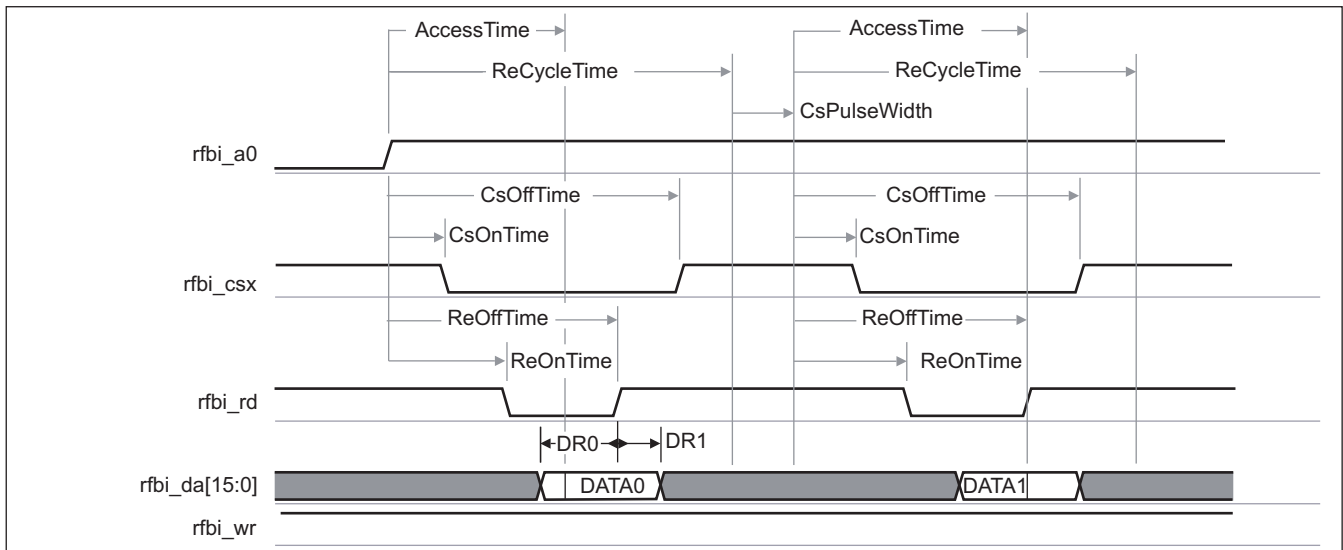 AccessTime AccessTime
ReCycleTime ReCycleTime
CsPulseWidth
rfbi_a0
CsOffTime CsOffTime
CsOnTime CsOnTime
rfbi_csx
ReOffTime ReOffTime
ReOnTime ReOnTime
rfbi_rd
DR0 DR1
rfbi_da[15:0] DATA0 DATA1
rfbi_wr